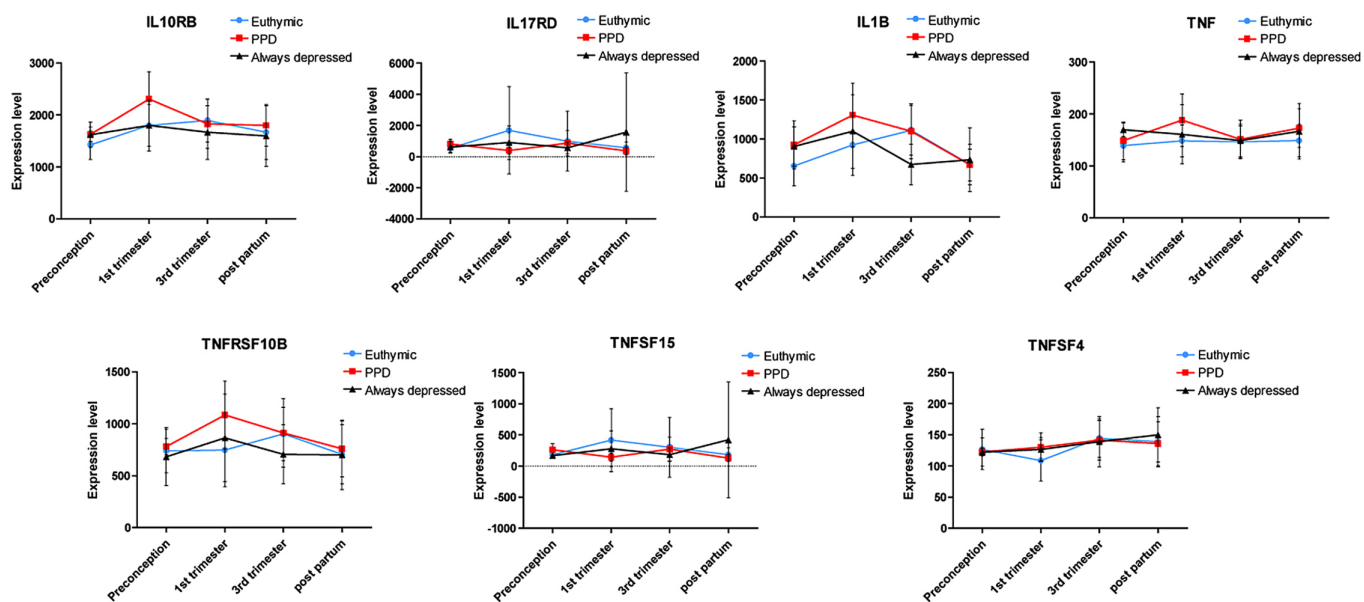 IL10RB
Euthymic
PPD
Always depressed
Expression level
3000
2000
1000
0
Preconception
1st trimester
3rd trimester
post partum
IL17RD
Euthymic
PPD
Always depressed
Expression level
6000
4000
2000
0
-2000
-4000
Preconception
1st trimester
3rd trimester
post partum
IL1B
Euthymic
PPD
Always depressed
Expression level
2000
1500
1000
500
0
Preconception
1st trimester
3rd trimester
post partum
TNF
Euthymic
PPD
Always depressed
Expression level
300
200
100
0
Preconception
1st trimester
3rd trimester
post partum
TNFRSF10B
Euthymic
PPD
Always depressed
Expression level
1500
1000
500
0
Preconception
1st trimester
3rd trimester
post partum
TNFSF15
Euthymic
PPD
Always depressed
Expression level
1500
1000
500
0
-500
-1000
Preconception
1st trimester
3rd trimester
post partum
TNFSF4
Euthymic
PPD
Always depressed
Expression level
250
200
150
100
50
0
Preconception
1st trimester
3rd trimester
post partum